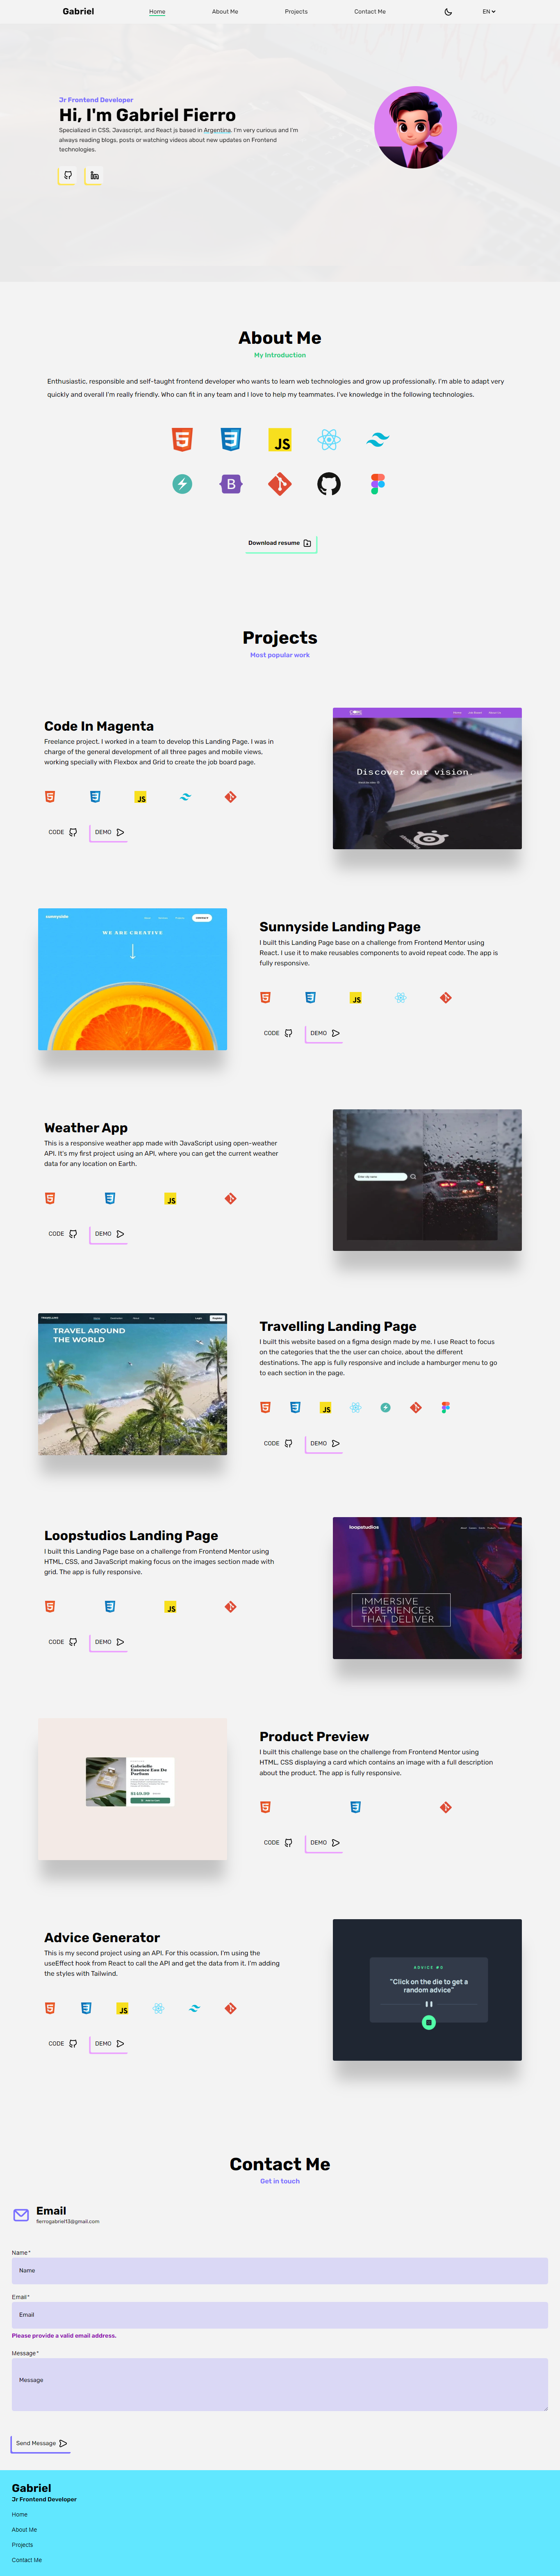 Gabriel
Home
About Me
Projects
Contact Me
EN
Jr Frontend Developer
Hi, I'm Gabriel Fierro
Specialized in CSS, Javascript, and React js based in Argentina. I'm very curious and I'm
always reading blogs, posts or watching videos about new updates on Frontend
technologies.
About Me
My Introduction
Enthusiastic, responsible and self-taught frontend developer who wants to learn web technologies and grow up professionally. I'm able to adapt very
quickly and overall I'm really friendly. Who can fit in any team and I love to help my teammates. I've knowledge in the following technologies.
JS
B
Download resume
Projects
Most popular work
Code In Magenta
Freelance project. I worked in a team to develop this Landing Page. I was in
charge of the general development of all three pages and mobile views,
working specially with Flexbox and Grid to create the job board page.
JS
CODE
DEMO
Discover our vision.
sunnyside
WE ARE CREATIVE
Sunnyside Landing Page
I built this Landing Page base on a challenge from Frontend Mentor using
React. I use it to make reusables components to avoid repeat code. The app is
fully responsive.
JS
CODE
DEMO
Weather App
This is a responsive weather app made with JavaScript using open-weather
API. It's my first project using an API, where you can get the current weather
data for any location on Earth.
JS
CODE
DEMO
TRAVEL AROUND
THE WORLD
Travelling Landing Page
I built this website based on a figma design made by me. I use React to focus
on the categories that the the user can choice, about the different
destinations. The app is fully responsive and include a hamburger menu to go
to each section in the page.
JS
CODE
DEMO
Loopstudios Landing Page
I built this Landing Page base on a challenge from Frontend Mentor using
HTML, CSS, and JavaScript making focus on the images section made with
grid. The app is fully responsive.
JS
CODE
DEMO
loopstudios
IMMERSIVE
EXPERIENCES
THAT DELIVER
Gabrielle
Essence Eau De
Parfum
$149.99
Product Preview
I built this challenge base on the challenge from Frontend Mentor using
HTML, CSS displaying a card which contains an image with a full description
about the product. The app is fully responsive.
CODE
DEMO
Advice Generator
This is my second project using an API. For this ocassion, I'm using the
useEffect hook from React to call the API and get the data from it. I'm adding
the styles with Tailwind.
JS
CODE
DEMO
"Click on the die to get a
random advice"
Contact Me
Get in touch
Email
fierrogabriel13@gmail.com
Name*
Name
Email*
Email
Please provide a valid email address.
Message*
Message
Send Message
Gabriel
Jr Frontend Developer
Home
About Me
Projects
Contact Me